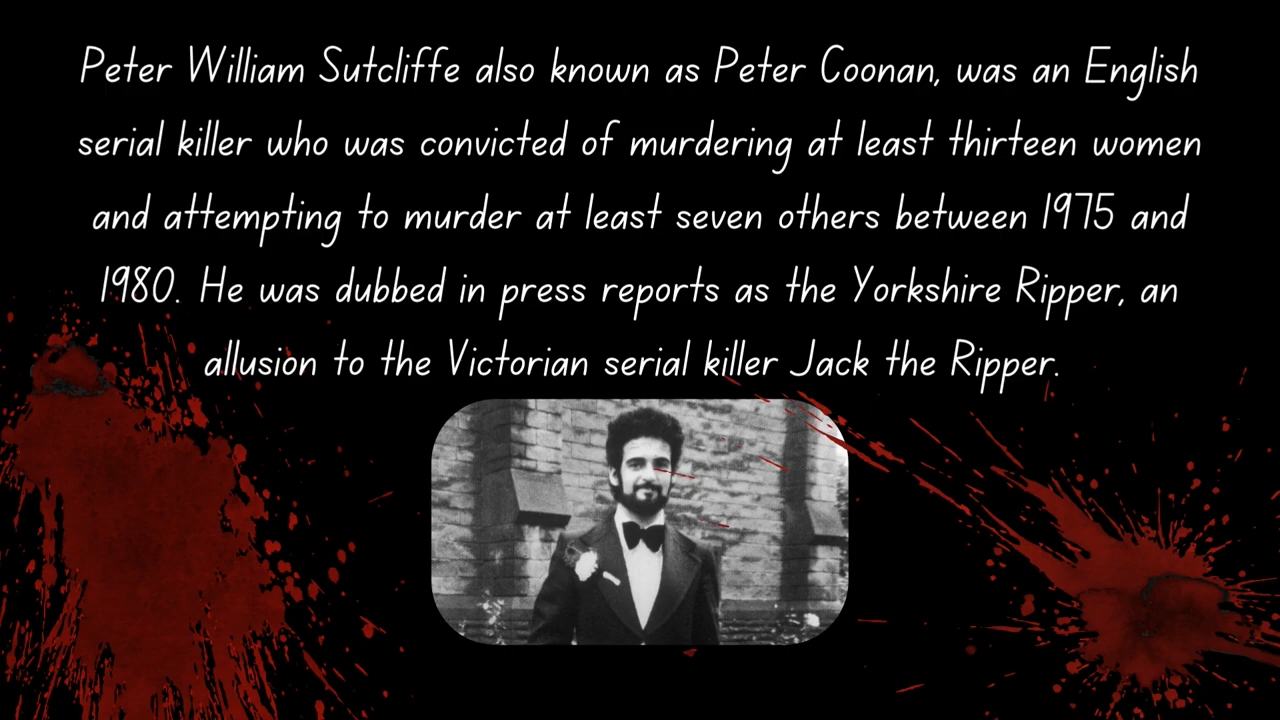 Peter William Sutcliffe also known as Peter Coonan, was an English
serial killer who was convicted of murdering at least thirteen women
and attempting to murder at least seven others between 1975 and
1980. He was dubbed in press reports as the Yorkshire Ripper, an
allusion to the Victorian serial killer Jack the Ripper.